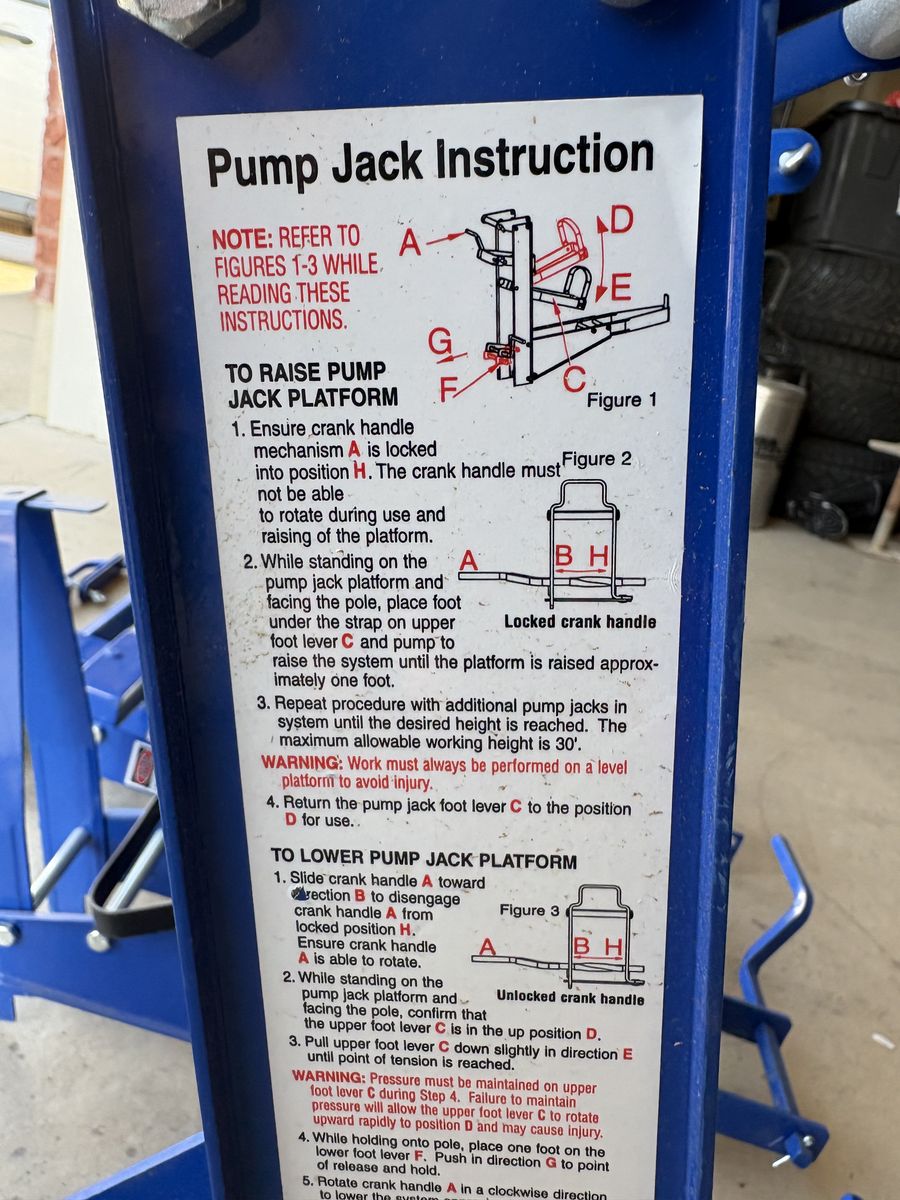 Pump Jack Instruction
NOTE: REFER TO
FIGURES 1-3 WHILE
READING THESE
INSTRUCTIONS.
A
D
E
G
F
C
Figure 1
TO RAISE PUMP
JACK PLATFORM
1. Ensure crank handle
mechanism A is locked
into position H. The crank handle must
not be able
to rotate during use and
raising of the platform.
Figure 2
A
B H
Locked crank handle
2. While standing on the
pump jack platform and
facing the pole, place foot
under the strap on upper
foot lever C and pump to
raise the system until the platform is raised approx-
imately one foot.
3. Repeat procedure with additional pump jacks in
system until the desired height is reached. The
maximum allowable working height is 30'.
WARNING: Work must always be performed on a level
platform to avoid injury.
4. Return the pump jack foot lever C to the position
D for use.
TO LOWER PUMP JACK PLATFORM
1. Slide crank handle A toward
direction B to disengage
crank handle A from
locked position H.
Ensure crank handle
A is able to rotate.
Figure 3
A
B H
Unlocked crank handle
2. While standing on the
pump jack platform and
facing the pole, confirm that
the upper foot lever C is in the up position D.
3. Pull upper foot lever C down slightly in direction E
until point of tension is reached.
WARNING: Pressure must be maintained on upper
foot lever C during Step 4. Failure to maintain
pressure will allow the upper foot lever C to rotate
upward rapidly to position D and may cause injury.
4. While holding onto pole, place one foot on the
lower foot lever F. Push in direction G to point
of release and hold.
5. Rotate crank handle A in a clockwise direction
to lower the system